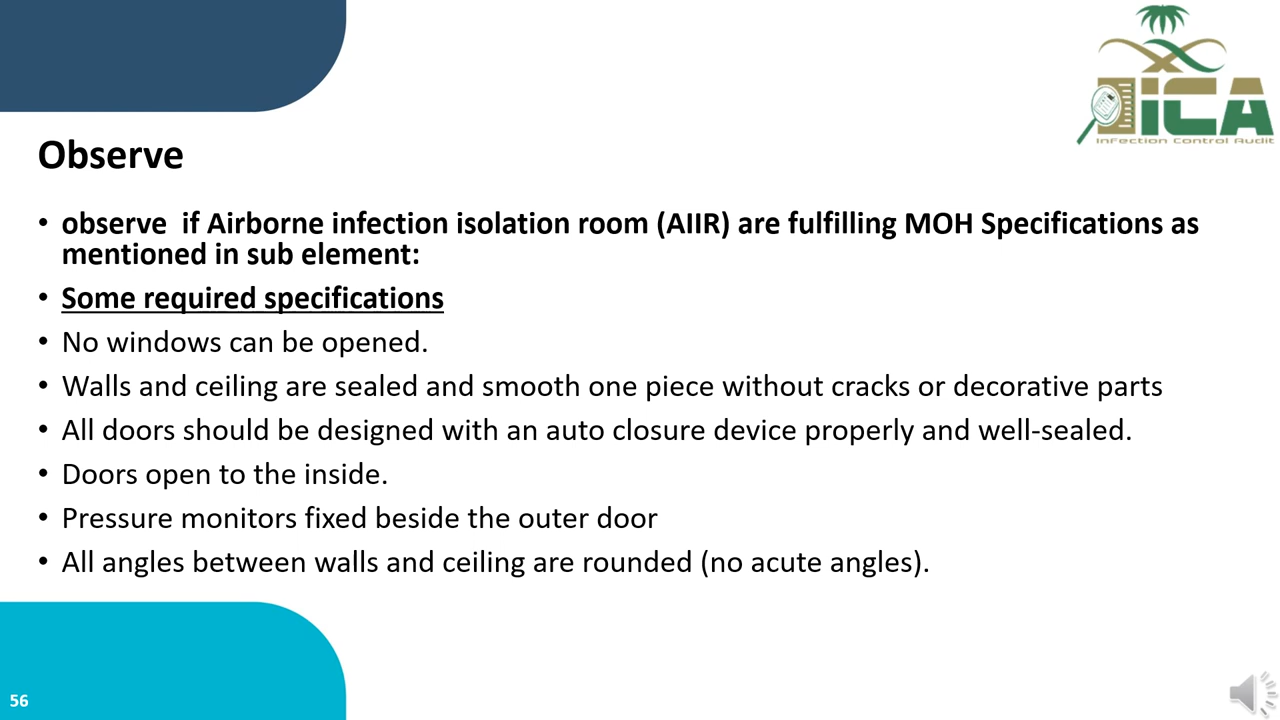 iCA
Infection Control Audit
Observe
• observe  if Airborne infection isolation room (AIIR) are fulfilling MOH Specifications as
mentioned in sub element:
• Some required specifications
• No windows can be opened.
• Walls and ceiling are sealed and smooth one piece without cracks or decorative parts
• All doors should be designed with an auto closure device properly and well-sealed.
• Doors open to the inside.
• Pressure monitors fixed beside the outer door
• All angles between walls and ceiling are rounded (no acute angles).
56